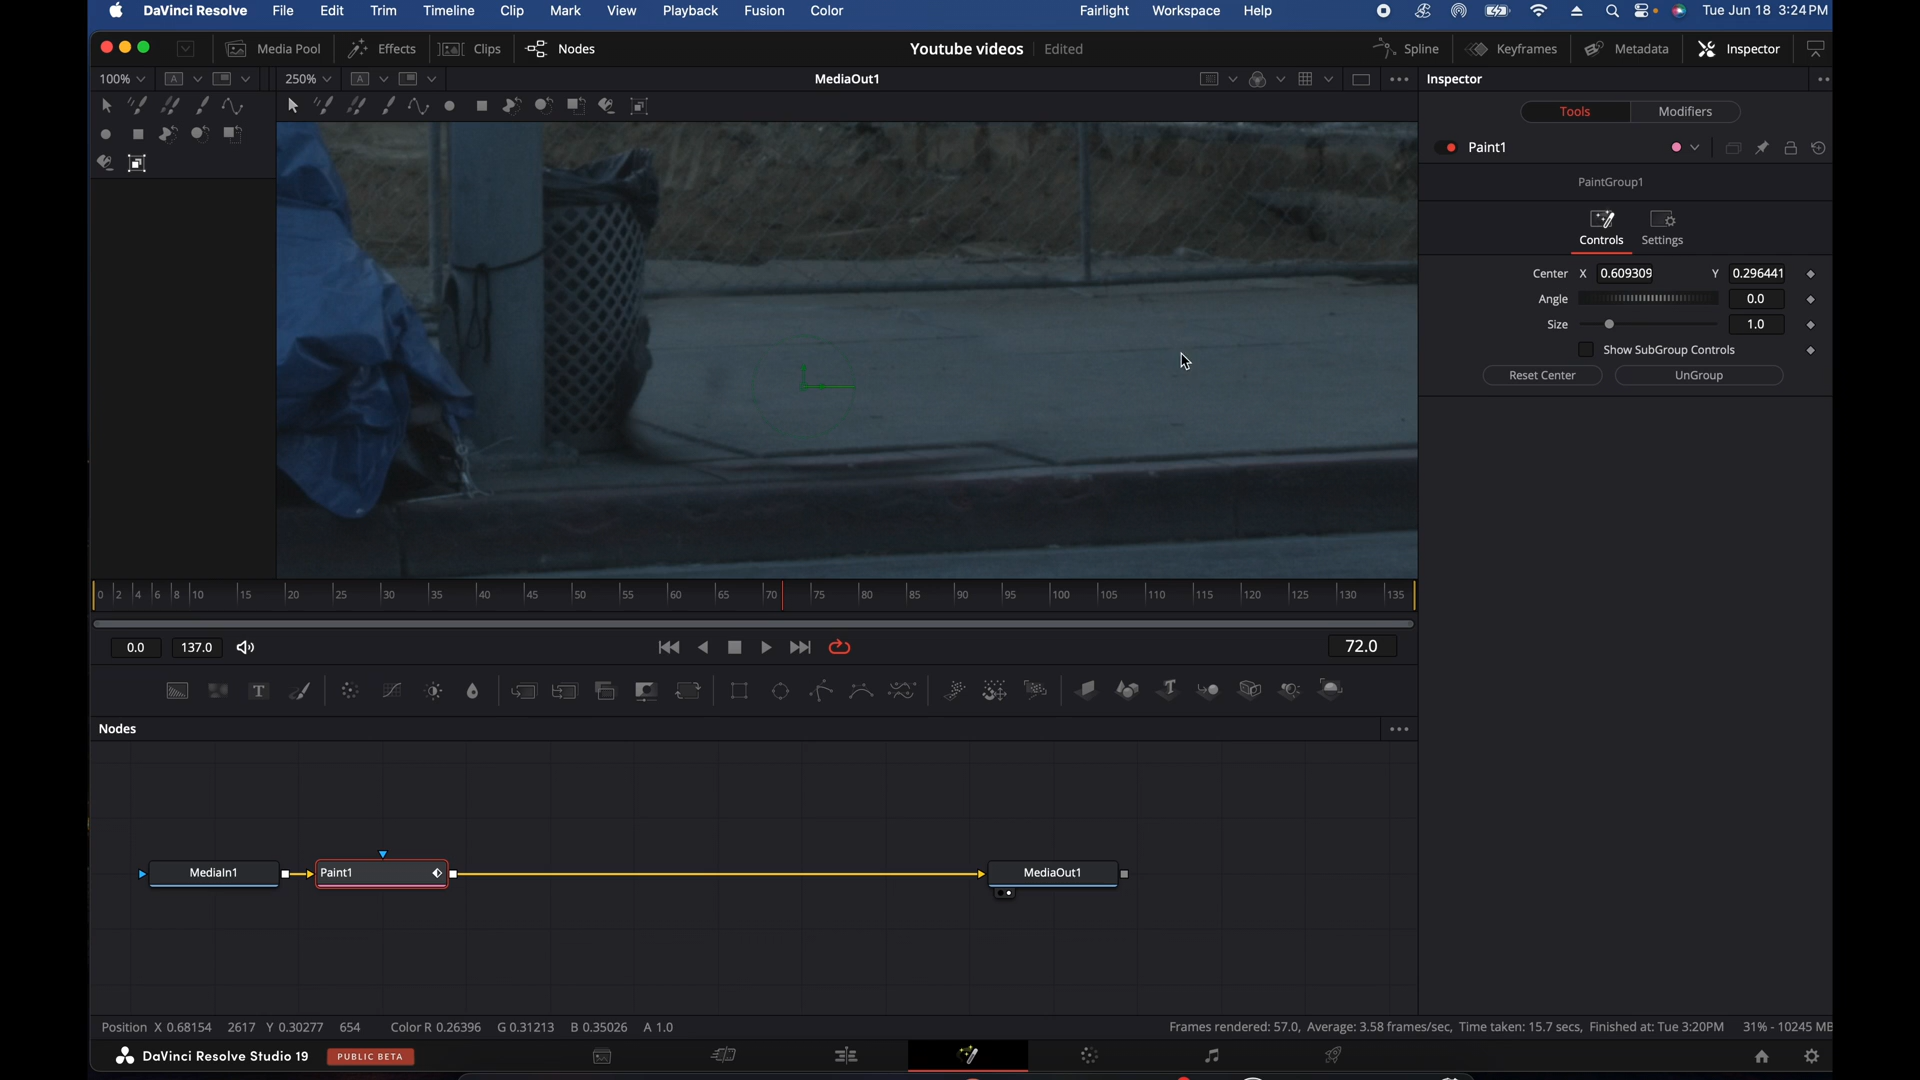 DaVinci Resolve File Edit Trim Timeline Clip Mark View Playback Fusion Color Fairlight Workspace Help Tue Jun 18 3:24 PM
Media Pool Effects Clips Nodes Youtube videos Edited Spline Keyframes Metadata Inspector
100% A 250% A MediaOut1 Inspector
Tools Modifiers
Paint1
PaintGroup1
Controls Settings
Center X 0.609309 Y 0.296441
Angle 0.0
Size 1.0
Show SubGroup Controls
Reset Center UnGroup
0 2 4 6 8 10 15 20 25 30 35 40 45 50 55 60 65 70 75 80 85 90 95 100 105 110 115 120 125 130 135
0.0 137.0 72.0
T T
Nodes
MediaIn1 Paint1 MediaOut1
Position X 0.68154 2617 Y 0.30277 654 Color R 0.26396 G 0.31213 B 0.35026 A 1.0 Frames rendered: 57.0, Average: 3.58 frames/sec, Time taken: 15.7 secs, Finished at: Tue 3:20PM 31% - 10245 MB
DaVinci Resolve Studio 19 PUBLIC BETA